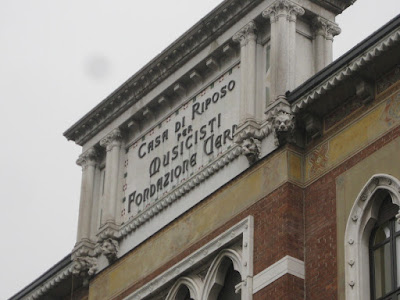 Casa di Riposo
per
Musicisti
Fondazione Verdi